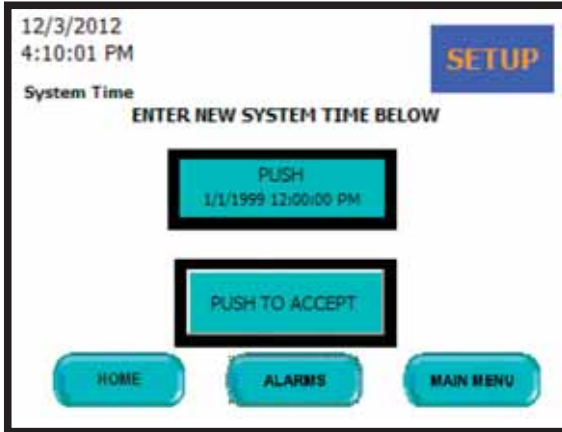 12/3/2012
4:10:01 PM
SETUP
System Time
ENTER NEW SYSTEM TIME BELOW
PUSH
1/1/1999 12:00:00 PM
PUSH TO ACCEPT
HOME
ALARMS
MAIN MENU